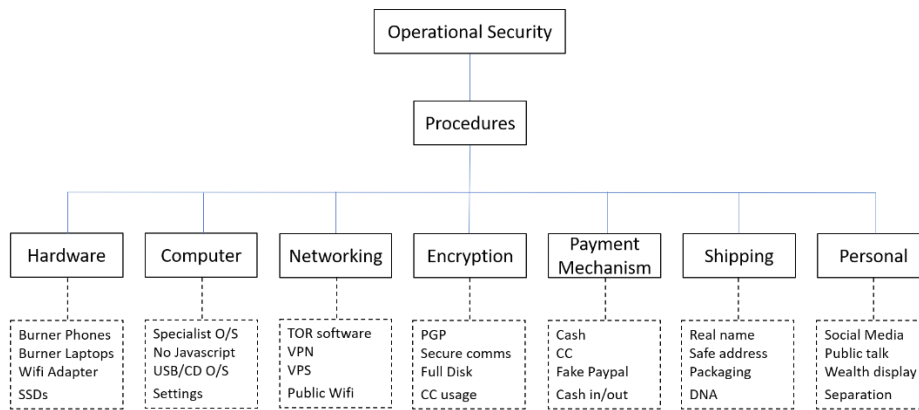 Operational Security
Procedures
Hardware
Computer
Networking
Encryption
Payment
Mechanism
Shipping
Personal
Burner Phones
Burner Laptops
Wifi Adapter
SSDs
Specialist O/S
No Javascript
USB/CD O/S
Settings
TOR software
VPN
VPS
Public Wifi
PGP
Secure comms
Full Disk
CC usage
Cash
CC
Fake Paypal
Cash in/out
Real name
Safe address
Packaging
DNA
Social Media
Public talk
Wealth display
Separation